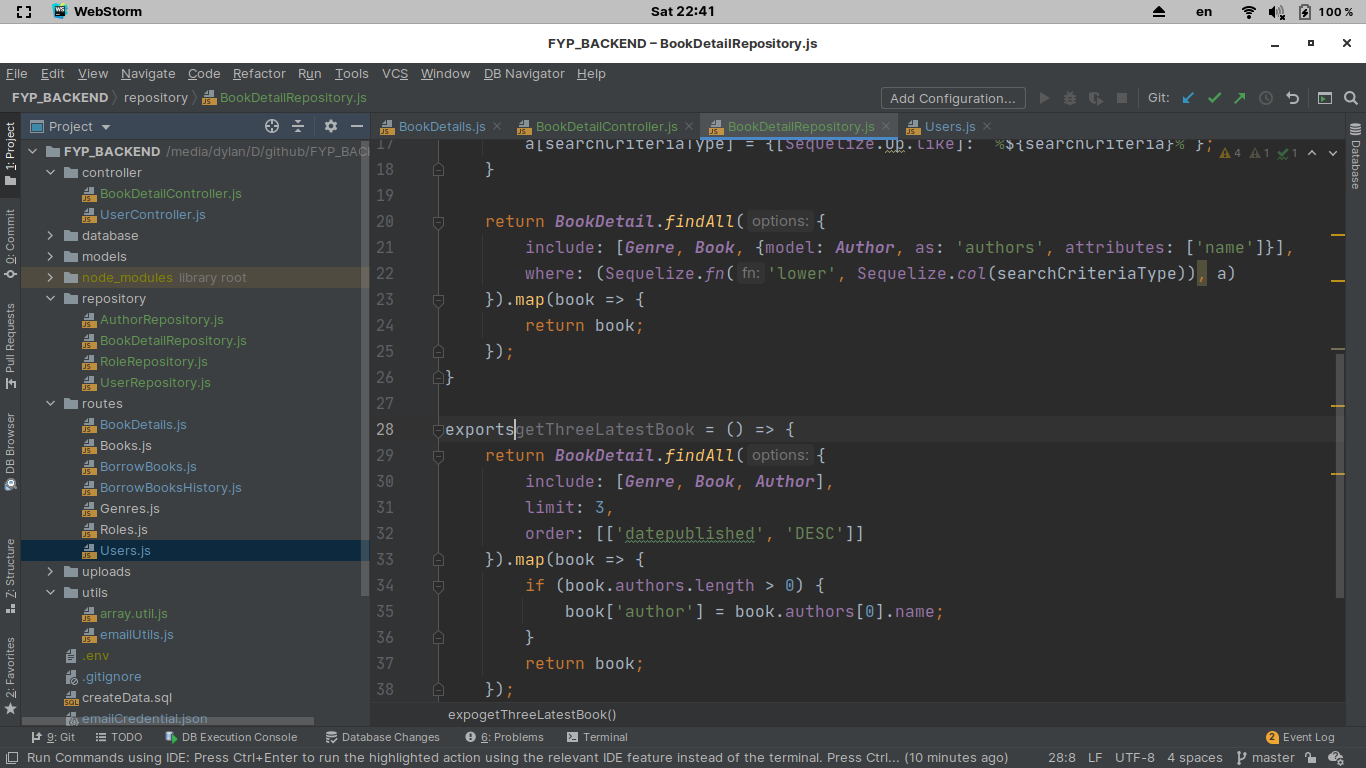 WebStorm
Sat 22:41
en
100 %
FYP_BACKEND – BookDetailRepository.js
File Edit View Navigate Code Refactor Run Tools VCS Window DB Navigator Help
FYP_BACKEND repository BookDetailRepository.js
Add Configuration...
Git:
Project
BookDetails.js
BookDetailController.js
BookDetailRepository.js
Users.js
1: Project
0: Commit
Pull Requests
DB Browser
Z: Structure
2: Favorites
Database
FYP_BACKEND /media/dylan/D/github/FYP_BAC
controller
BookDetailController.js
UserController.js
database
models
node_modules library root
repository
AuthorRepository.js
BookDetailRepository.js
RoleRepository.js
UserRepository.js
routes
BookDetails.js
Books.js
BorrowBooks.js
BorrowBooksHistory.js
Genres.js
Roles.js
Users.js
uploads
utils
array.util.js
emailUtils.js
.env
.gitignore
createData.sql
emailCredential.json
4 1 1
17 a[searchCriteriaType] = {[Sequelize.Op.like]: `%${searchCriteria}%`};
18 }
19
20 return BookDetail.findAll( options: {
21 include: [Genre, Book, {model: Author, as: 'authors', attributes: ['name']}],
22 where: (Sequelize.fn( fn: 'lower', Sequelize.col(searchCriteriaType)), a)
23 }).map(book => {
24 return book;
25 });
26 }
27
28 exportsgetThreeLatestBook = () => {
29 return BookDetail.findAll( options: {
30 include: [Genre, Book, Author],
31 limit: 3,
32 order: [['datepublished', 'DESC']]
33 }).map(book => {
34 if (book.authors.length > 0) {
35 book['author'] = book.authors[0].name;
36 }
37 return book;
38 });
expogetThreeLatestBook()
9: Git
TODO
DB Execution Console
Database Changes
6: Problems
Terminal
2 Event Log
Run Commands using IDE: Press Ctrl+Enter to run the highlighted action using the relevant IDE feature instead of the terminal. Press Ctrl... (10 minutes ago)
28:8 LF UTF-8 4 spaces master